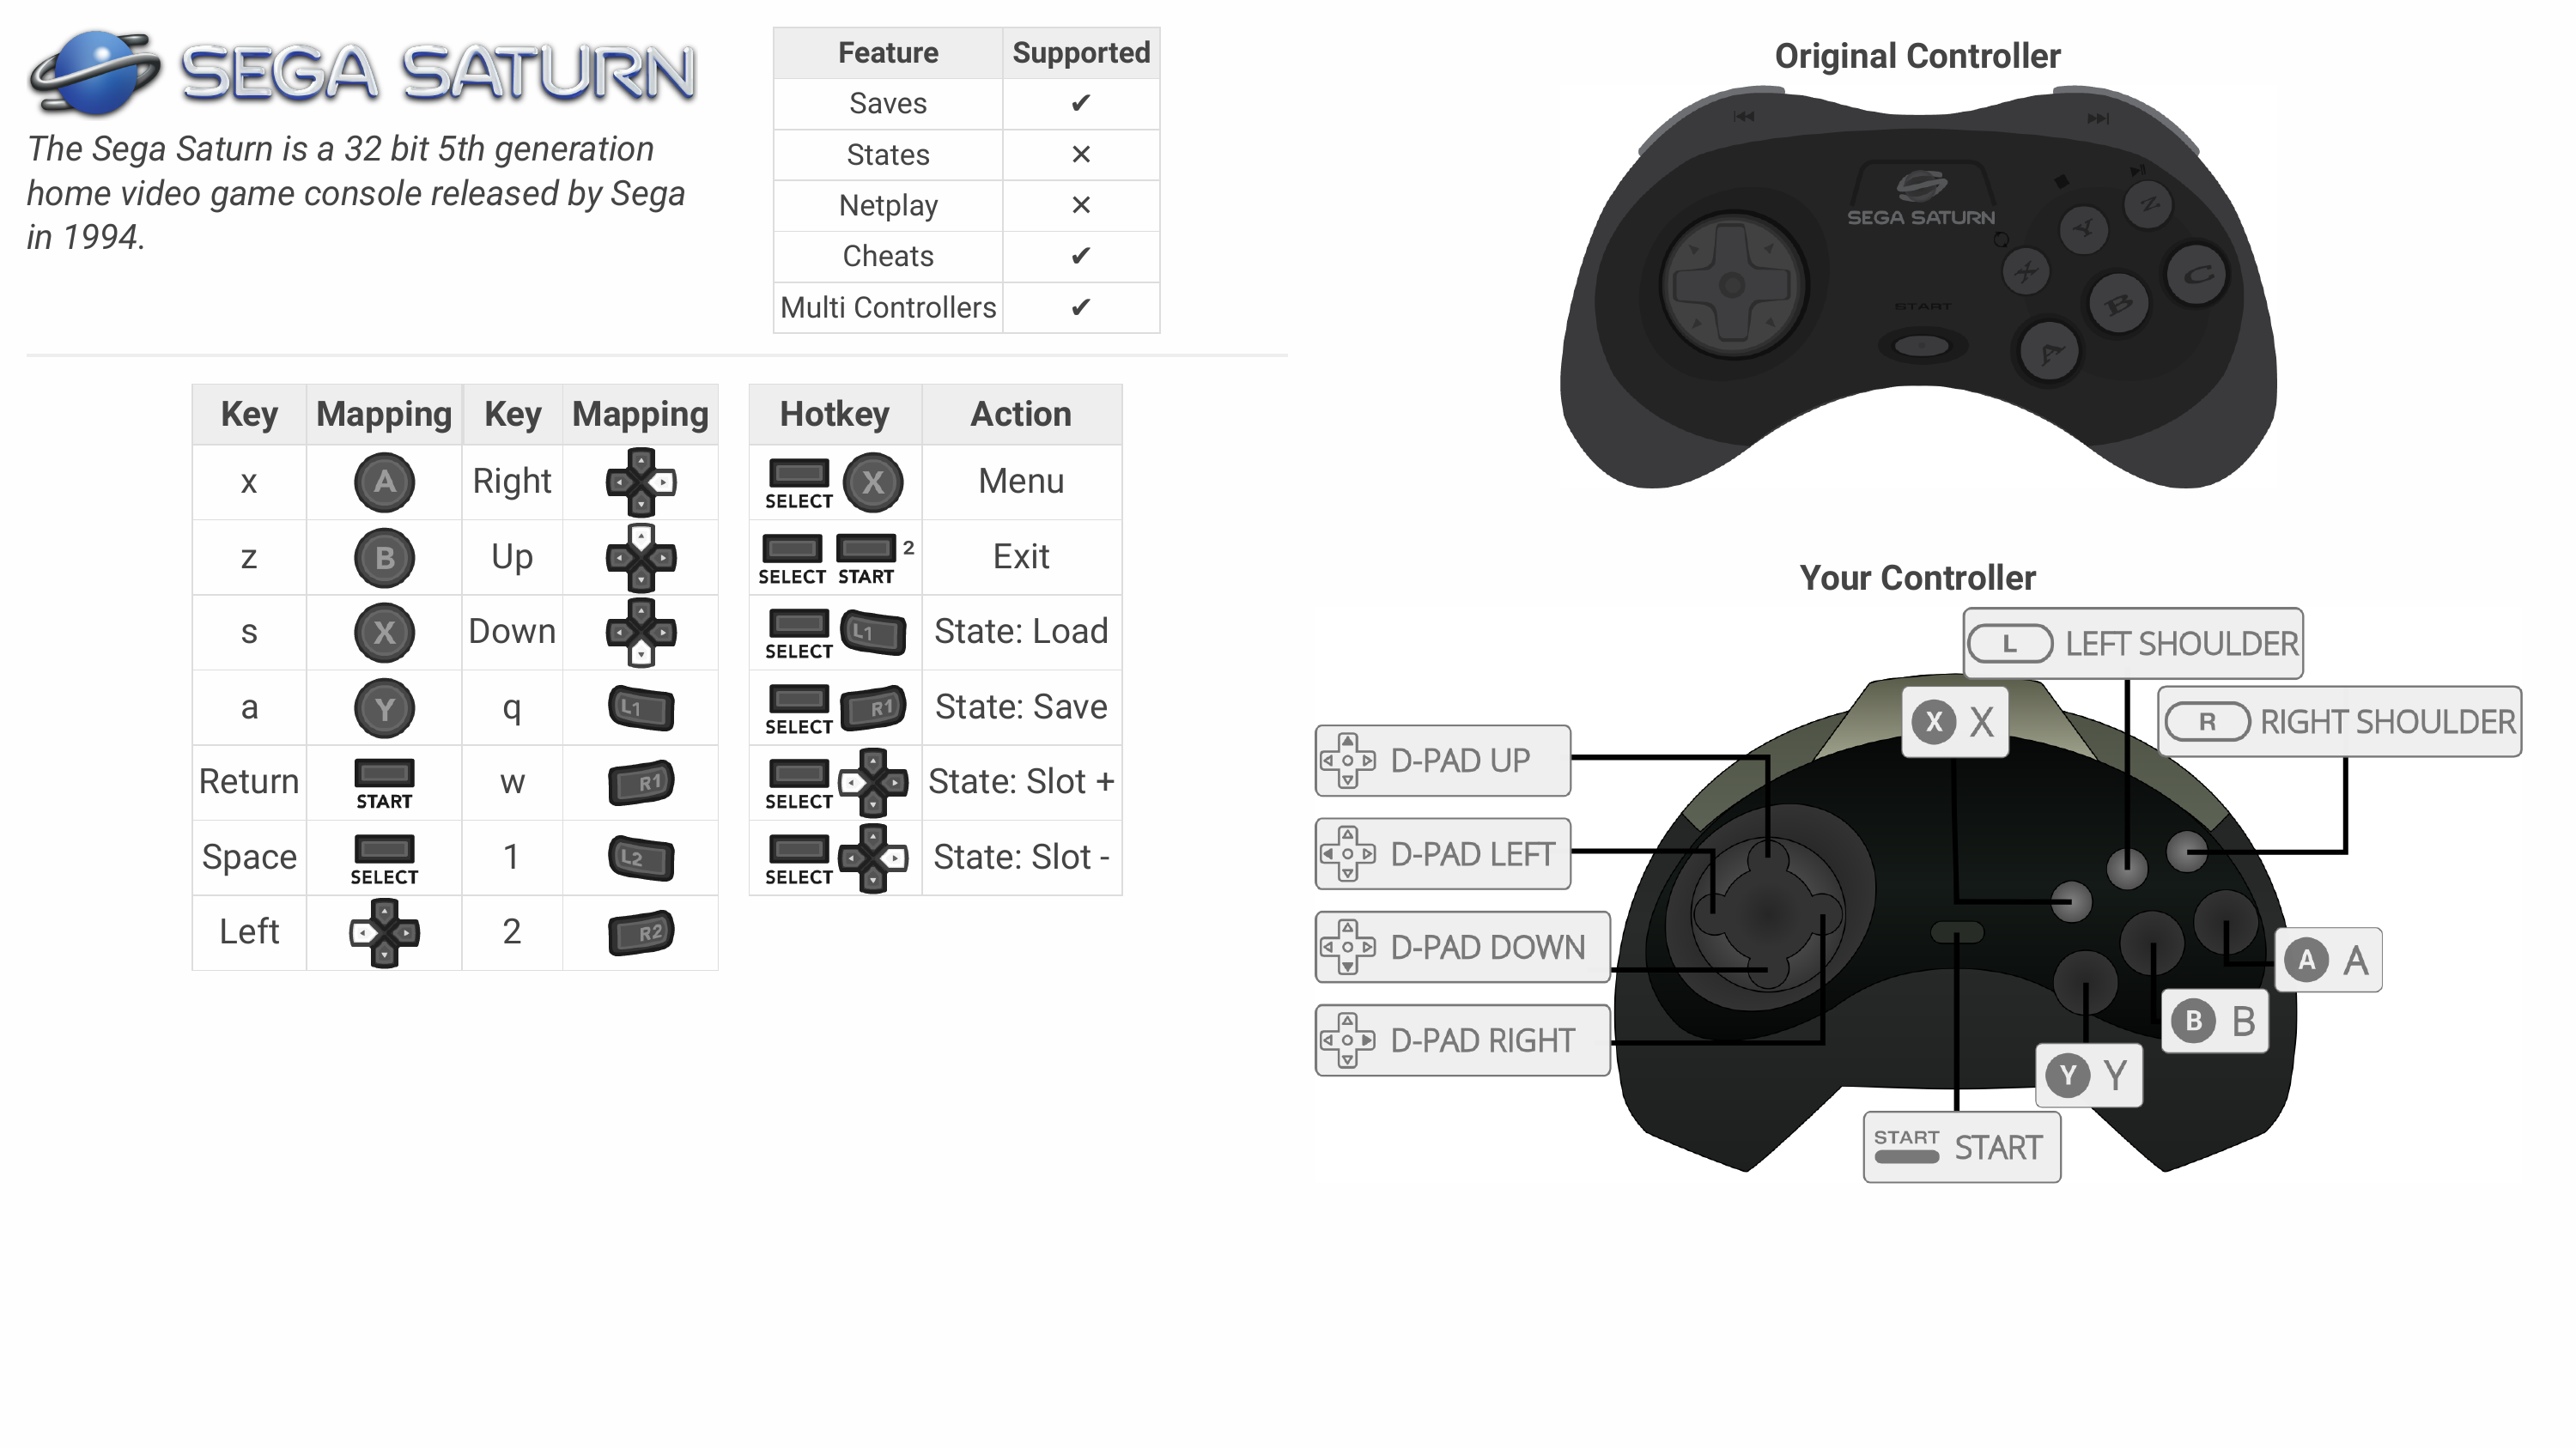 SEGA SATURN
The Sega Saturn is a 32 bit 5th generation
home video game console released by Sega
in 1994.
Feature Supported
Saves ✔
States ✕
Netplay ✕
Cheats ✔
Multi Controllers ✔
Key Mapping Key Mapping
x A Right
z B Up
s X Down
a Y q L1
Return START w R1
Space SELECT 1 L2
Left 2 R2
Hotkey Action
SELECT X Menu
SELECT START 2 Exit
SELECT L1 State: Load
SELECT R1 State: Save
SELECT State: Slot +
SELECT State: Slot -
Original Controller
SEGA SATURN
START
X Y Z
A B C
Your Controller
L LEFT SHOULDER
X X
R RIGHT SHOULDER
D-PAD UP
D-PAD LEFT
D-PAD DOWN
D-PAD RIGHT
A A
B B
Y Y
START START